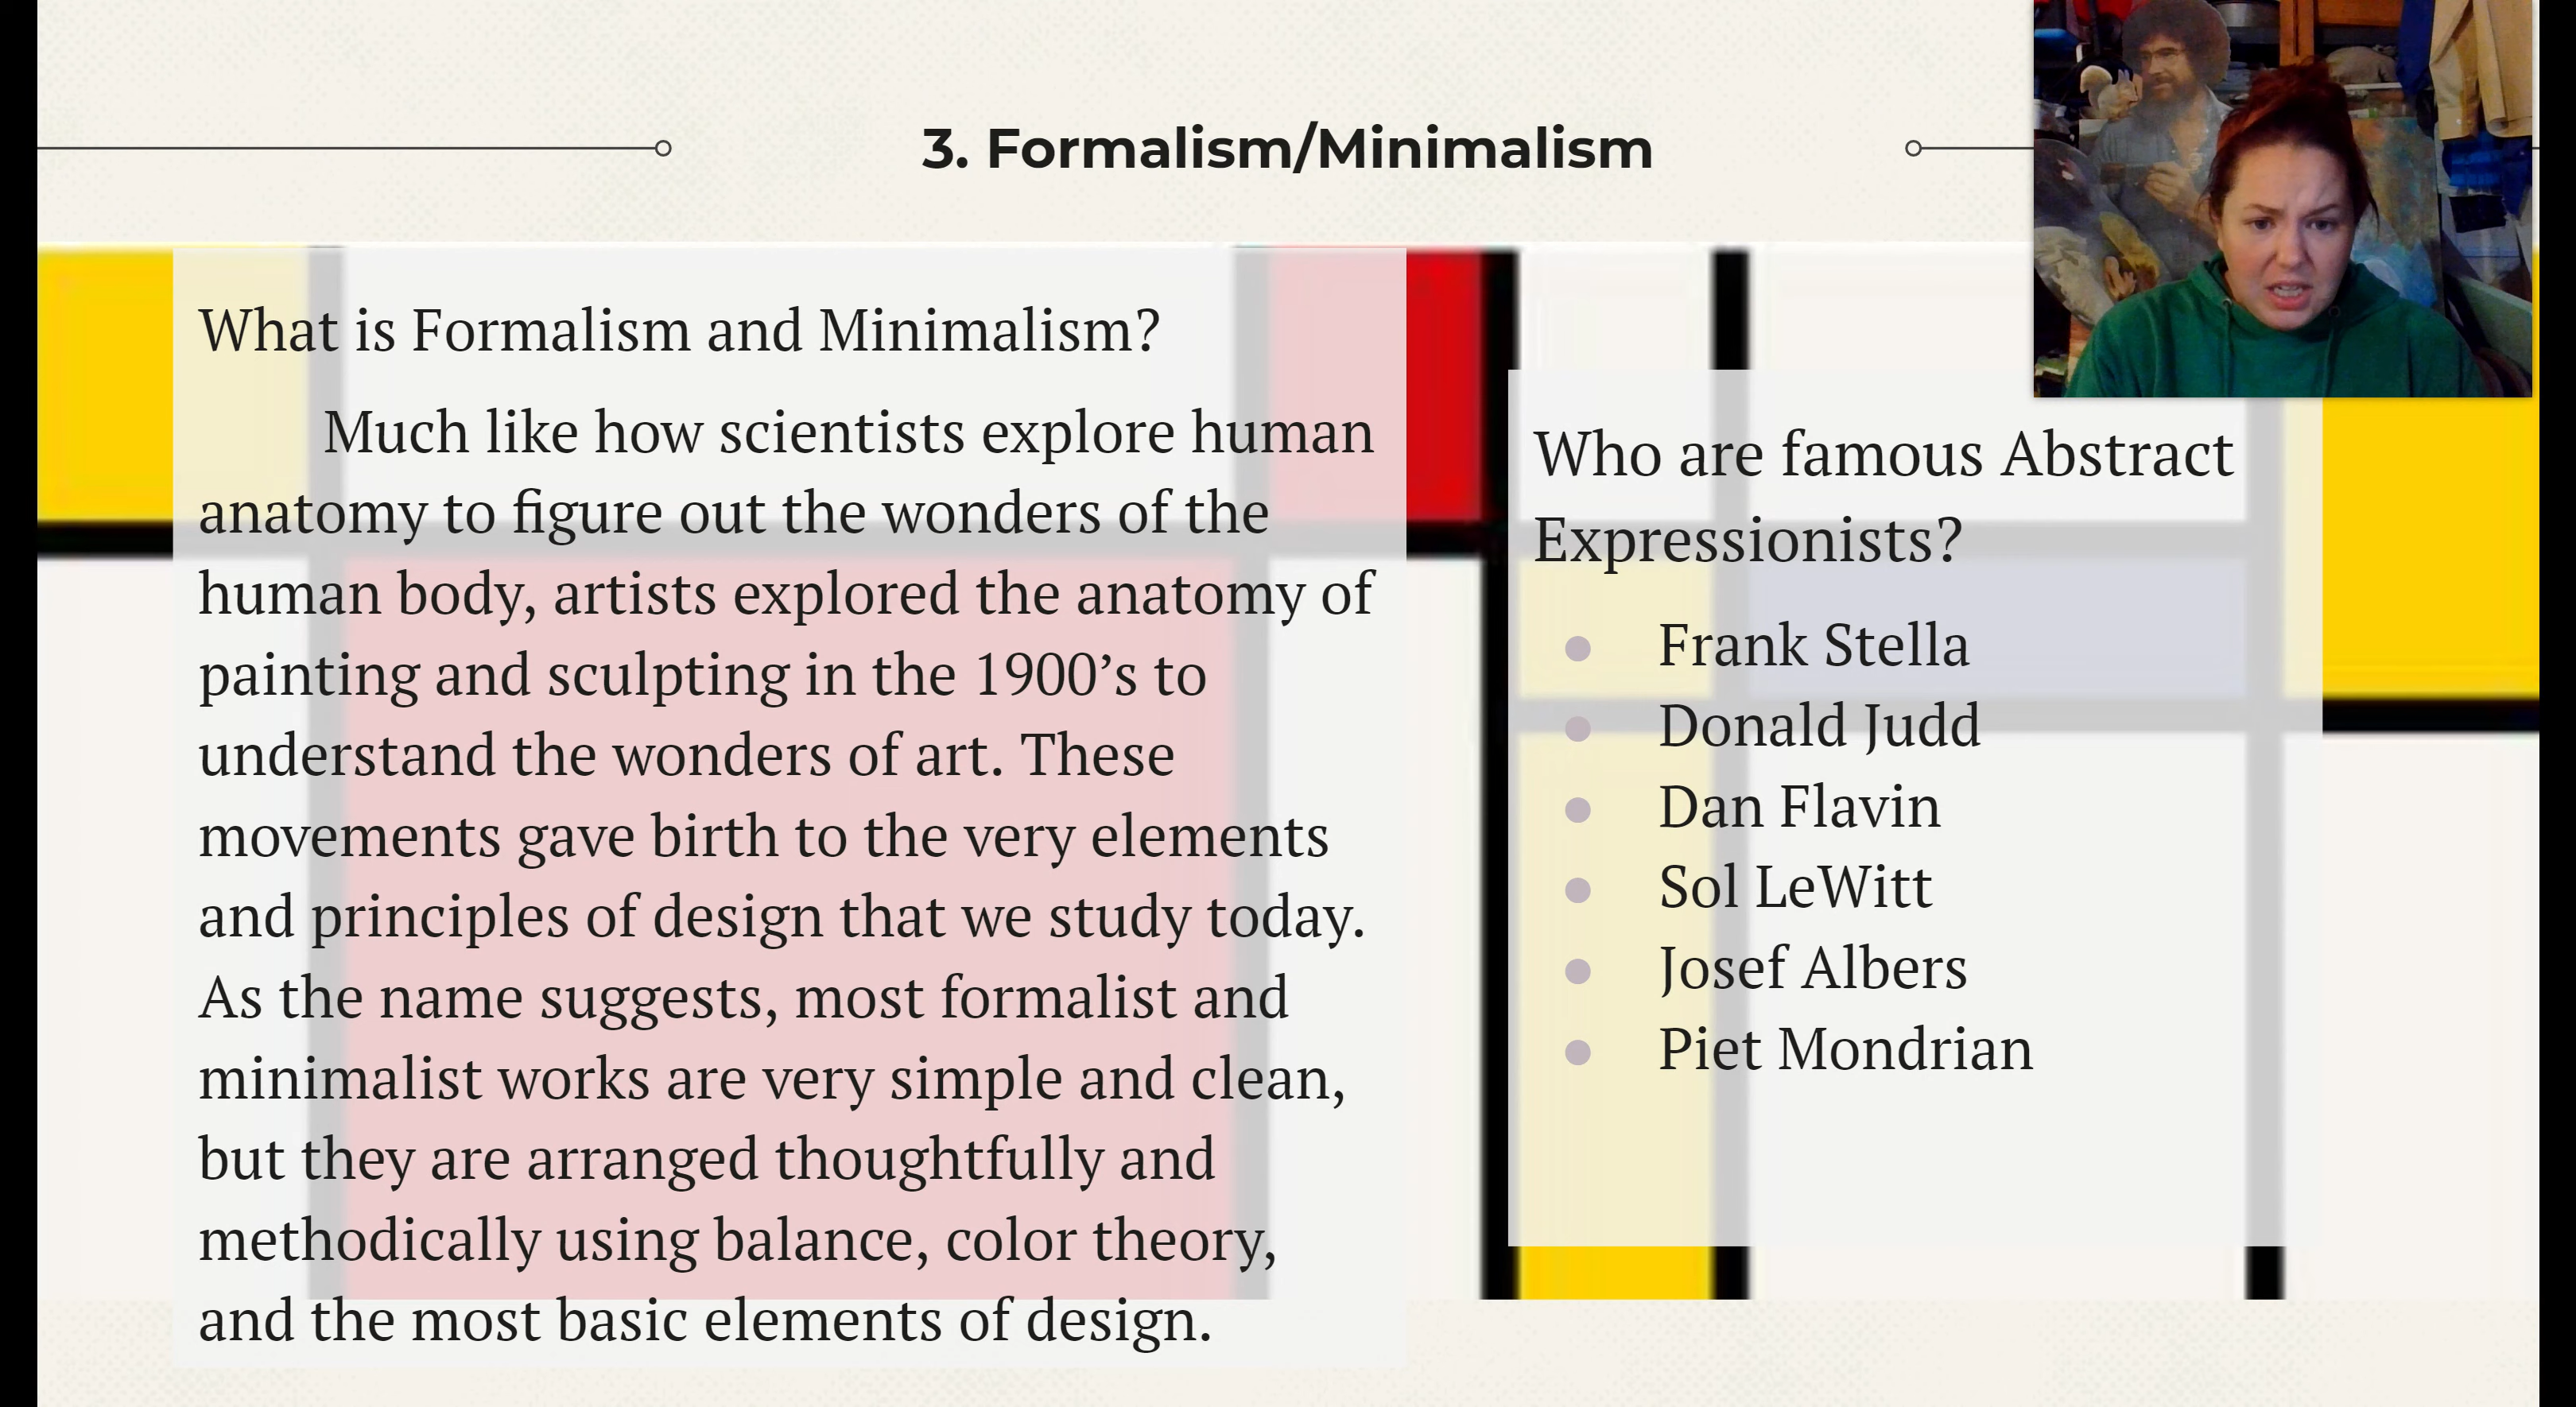 3. Formalism/Minimalism
What is Formalism and Minimalism?
Much like how scientists explore human
anatomy to figure out the wonders of the
human body, artists explored the anatomy of
painting and sculpting in the 1900’s to
understand the wonders of art. These
movements gave birth to the very elements
and principles of design that we study today.
As the name suggests, most formalist and
minimalist works are very simple and clean,
but they are arranged thoughtfully and
methodically using balance, color theory,
and the most basic elements of design.
Who are famous Abstract
Expressionists?
Frank Stella
Donald Judd
Dan Flavin
Sol LeWitt
Josef Albers
Piet Mondrian